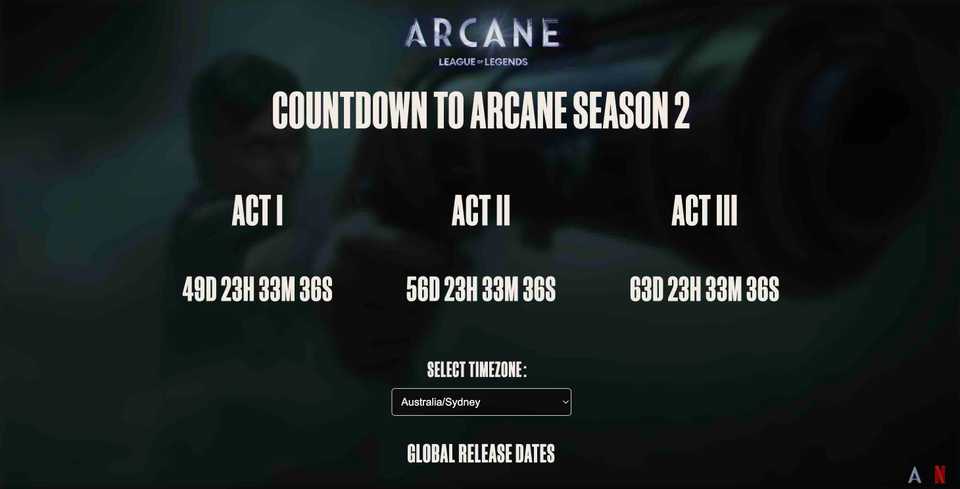 ARCANE
LEAGUE OF LEGENDS
COUNTDOWN TO ARCANE SEASON 2
ACT I
ACT II
ACT III
49D 23H 33M 36S
56D 23H 33M 36S
63D 23H 33M 36S
SELECT TIMEZONE:
Australia/Sydney
GLOBAL RELEASE DATES
A N